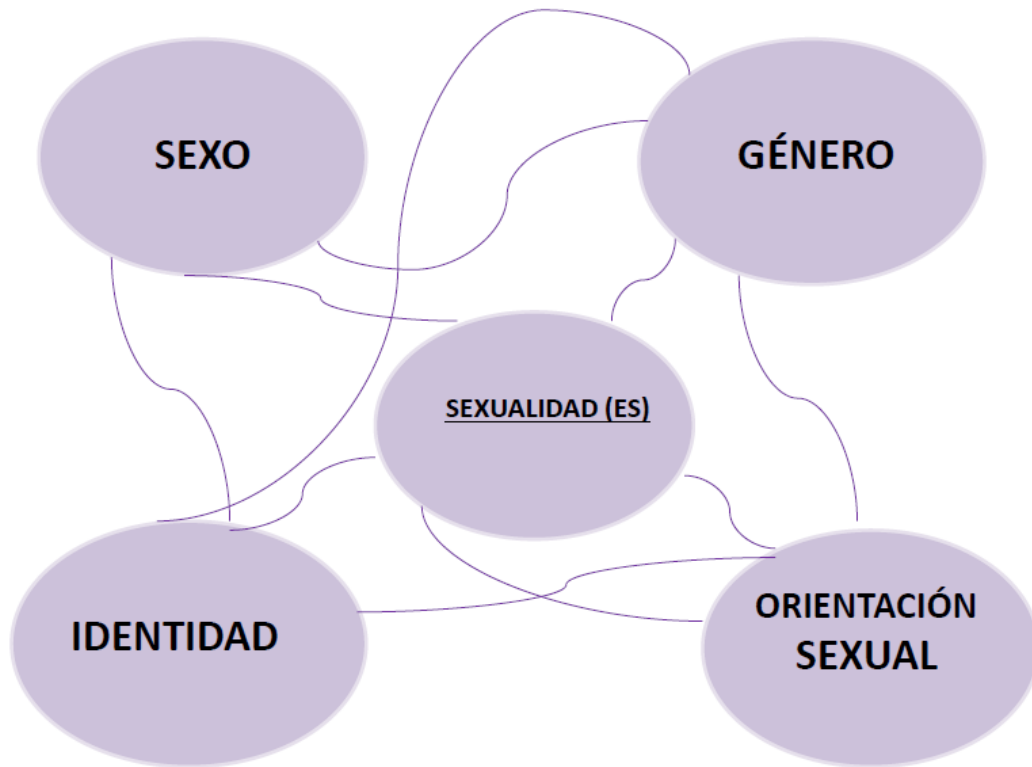 SEXO
GÉNERO
SEXUALIDAD (ES)
IDENTIDAD
ORIENTACIÓN
SEXUAL